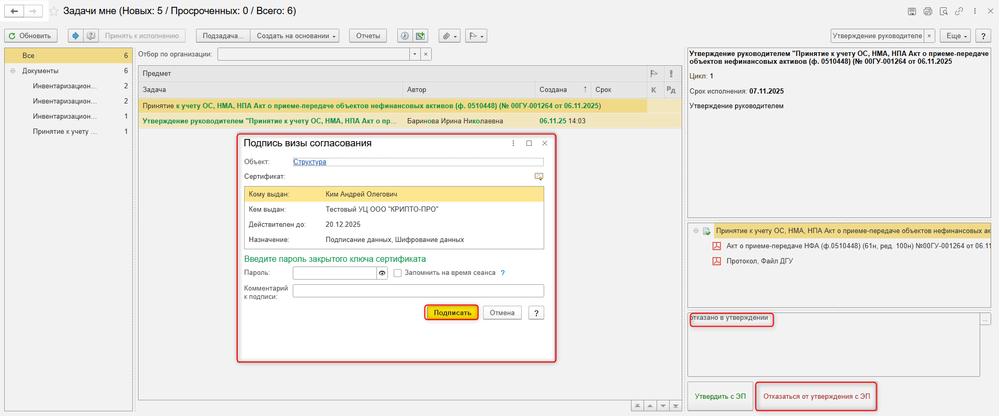 Задачи мне (Новых: 5 / Просроченных: 0 / Всего: 6)
Обновить
Принять к исполнению
Подзадача...
Создать на основании
Отчеты
Утверждение руководителе
Еще
?
Все 6
Документы 6
Инвентаризацион... 2
Инвентаризацион... 2
Инвентаризацион... 1
Принятие к учету ... 1
Отбор по организации:
Предмет
Задача Автор Создана ↑ Срок К Рд
Принятие к учету ОС, НМА, НПА Акт о приеме-передаче объектов нефинансовых активов (ф. 0510448) (№ 00ГУ-001264 от 06.11.2025)
Утверждение руководителем "Принятие к учету ОС, НМА, НПА Акт о пр... Баринова Ирина Николаевна 06.11.25 14:03
Подпись визы согласования
Объект: Структура
Сертификат:
Кому выдан: Ким Андрей Олегович
Кем выдан: Тестовый УЦ ООО "КРИПТО-ПРО"
Действителен до: 20.12.2025
Назначение: Подписание данных, Шифрование данных
Введите пароль закрытого ключа сертификата
Пароль: Запомнить на время сеанса ?
Комментарий
к подписи:
Подписать Отмена ?
Утверждение руководителем "Принятие к учету ОС, НМА, НПА Акт о приеме-передаче
объектов нефинансовых активов (ф. 0510448) (№ 00ГУ-001264 от 06.11.2025
Цикл: 1
Срок исполнения: 07.11.2025
Утверждение руководителем
Принятие к учету ОС, НМА, НПА Акт о приеме-передаче объектов нефинансовых ак
Акт о приеме-передаче НФА (ф.0510448) (61н, ред. 100н) №00ГУ-001264 от 06.11
Протокол, Файл ДГУ
отказано в утверждении
...
Утвердить с ЭП
Отказаться от утверждения с ЭП